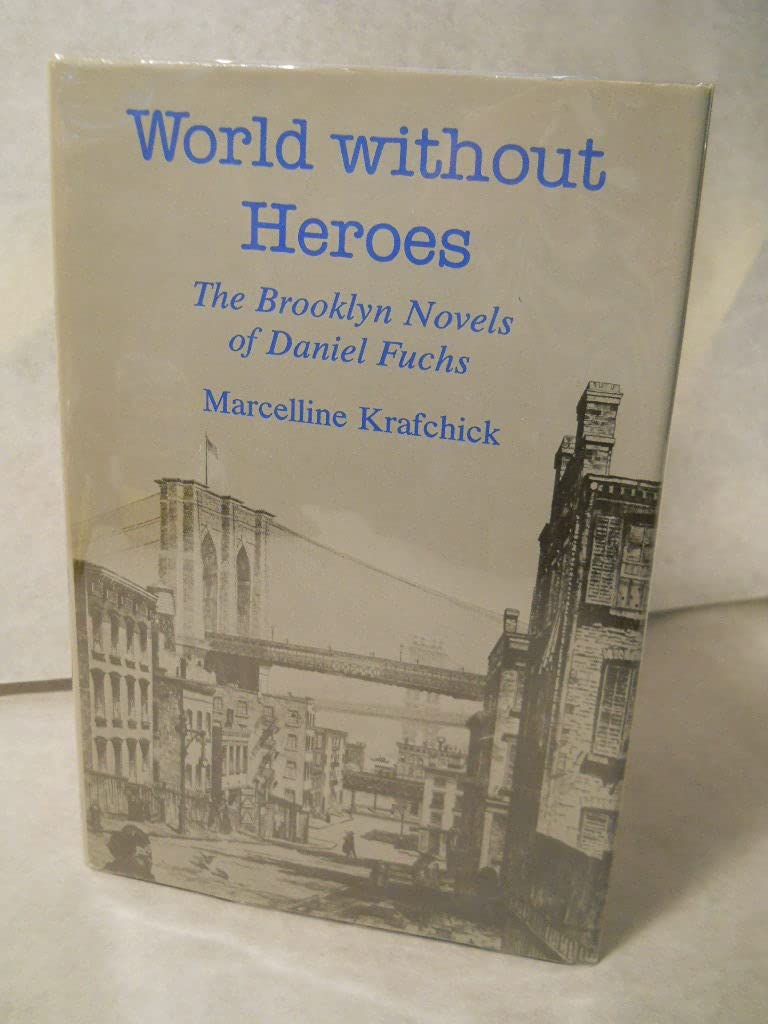 World without
Heroes
The Brooklyn Novels
of Daniel Fuchs
Marcelline Krafchick